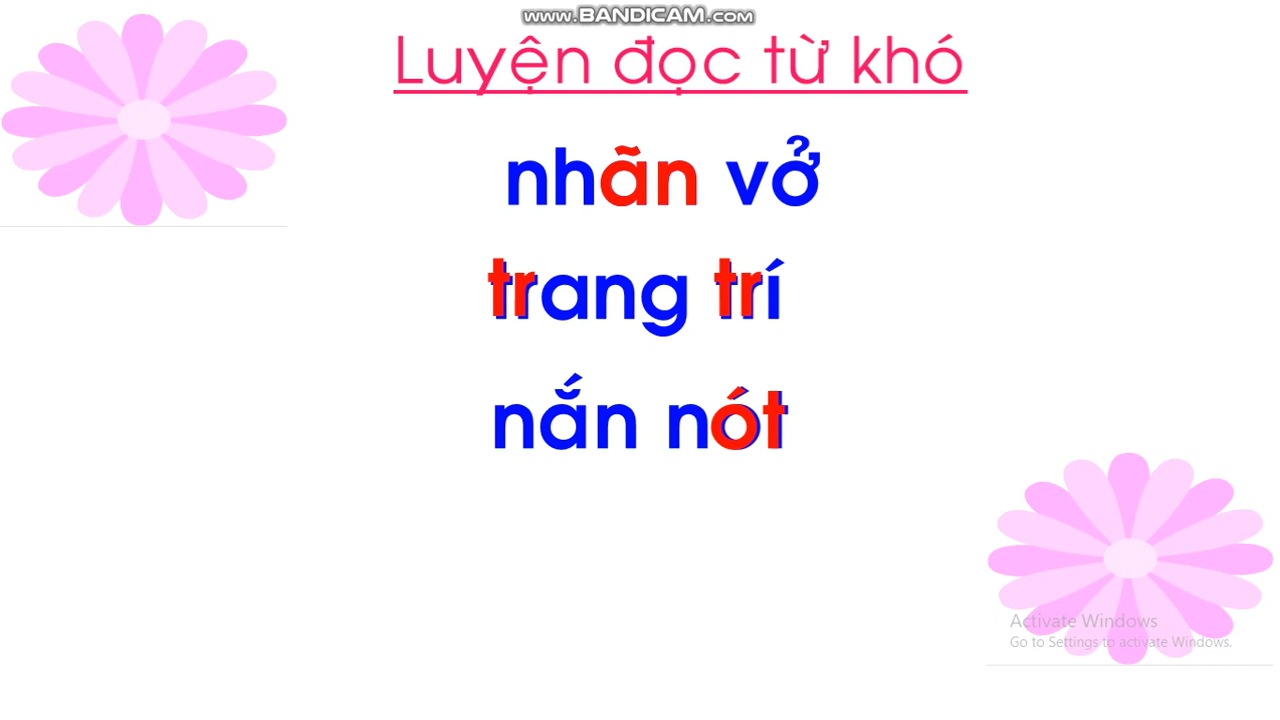 www.BANDICAM.com
Luyện đọc từ khó
nhãn vở
trang trí
nắn nót
Activate Windows
Go to Settings to activate Windows.